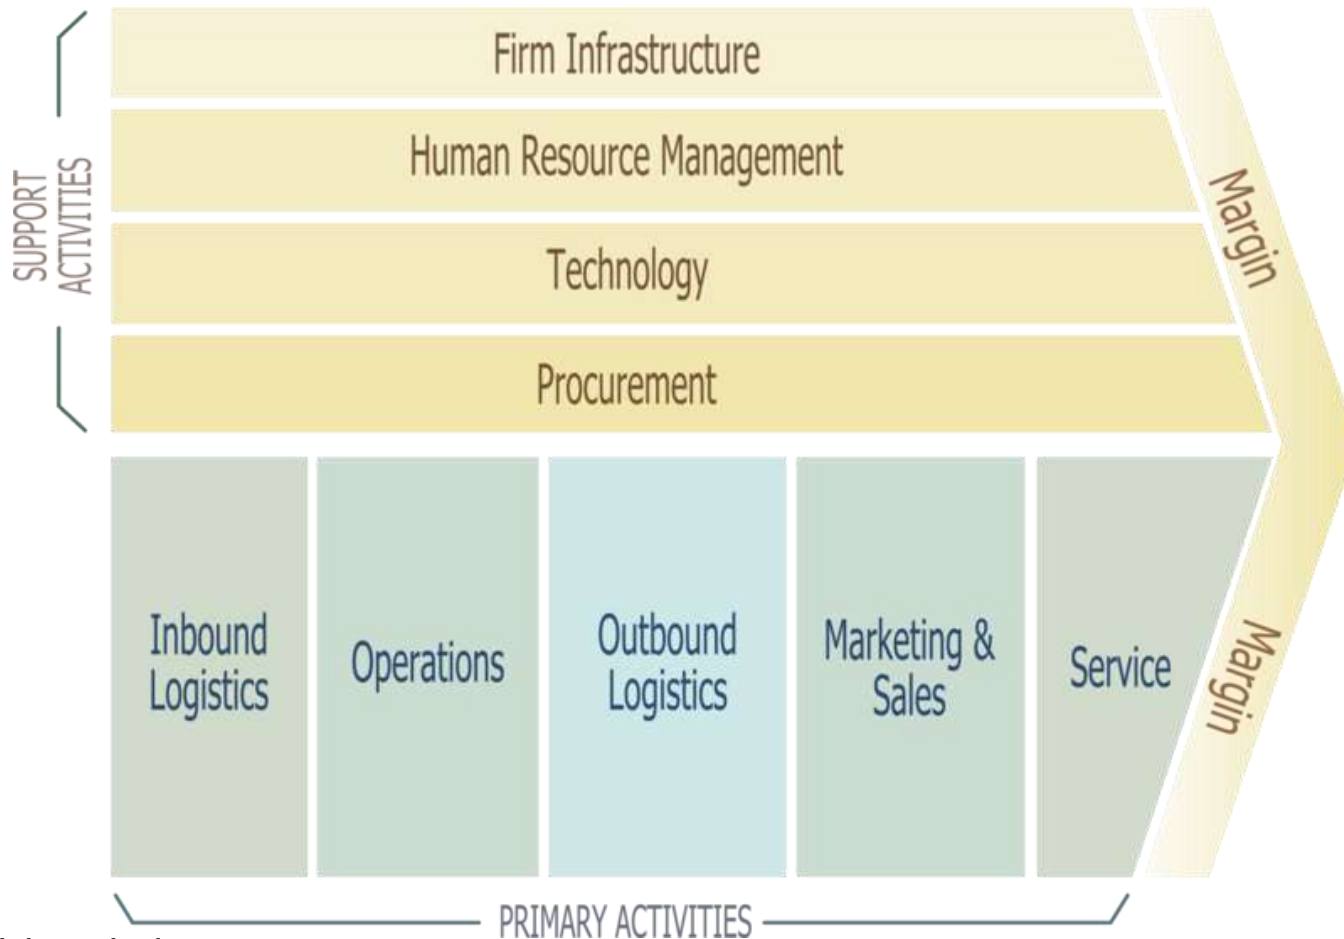 Firm Infrastructure
Human Resource Management
Technology
Procurement
SUPPORT
ACTIVITIES
Margin
Inbound
Logistics
Operations
Outbound
Logistics
Marketing &
Sales
Service
Margin
PRIMARY ACTIVITIES